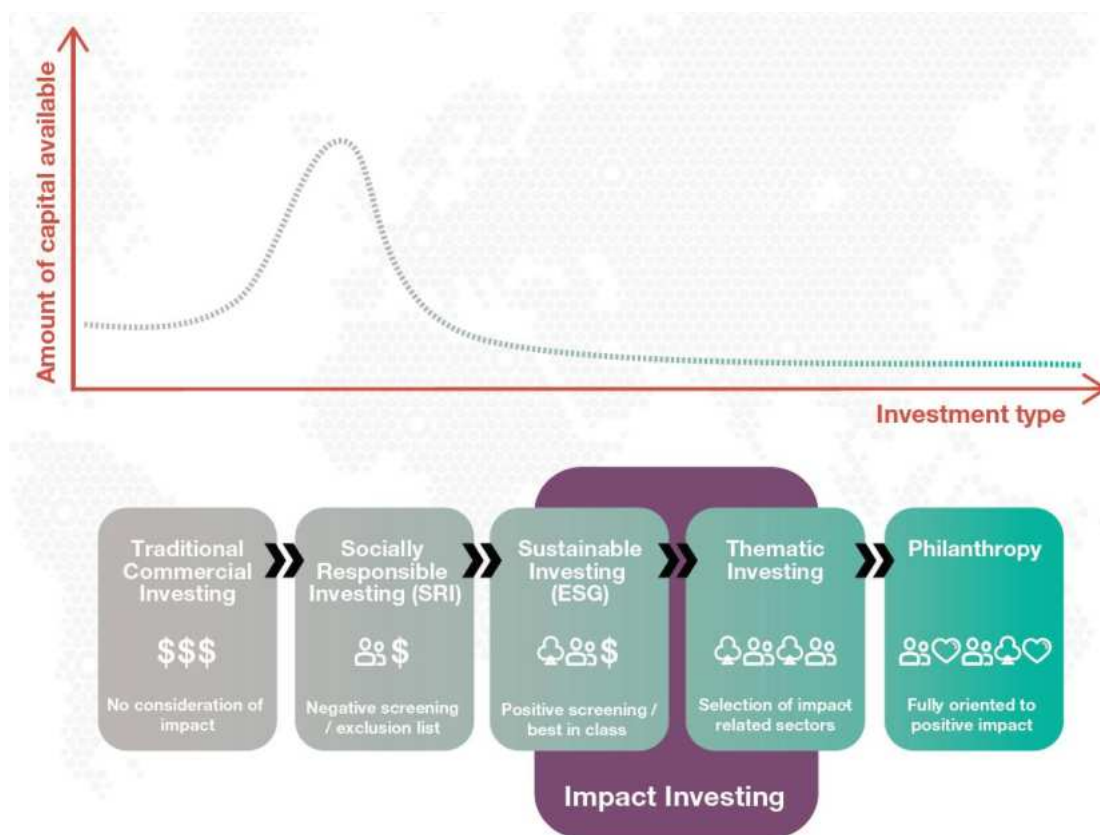 Amount of capital available
Investment type
Traditional
Commercial
Investing
$$$
No consideration of
impact
Socially
Responsible
Investing (SRI)
$
Negative screening
/ exclusion list
Sustainable
Investing
(ESG)
$
Positive screening /
best in class
Thematic
Investing
Selection of impact
related sectors
Philanthropy
Fully oriented to
positive impact
Impact Investing